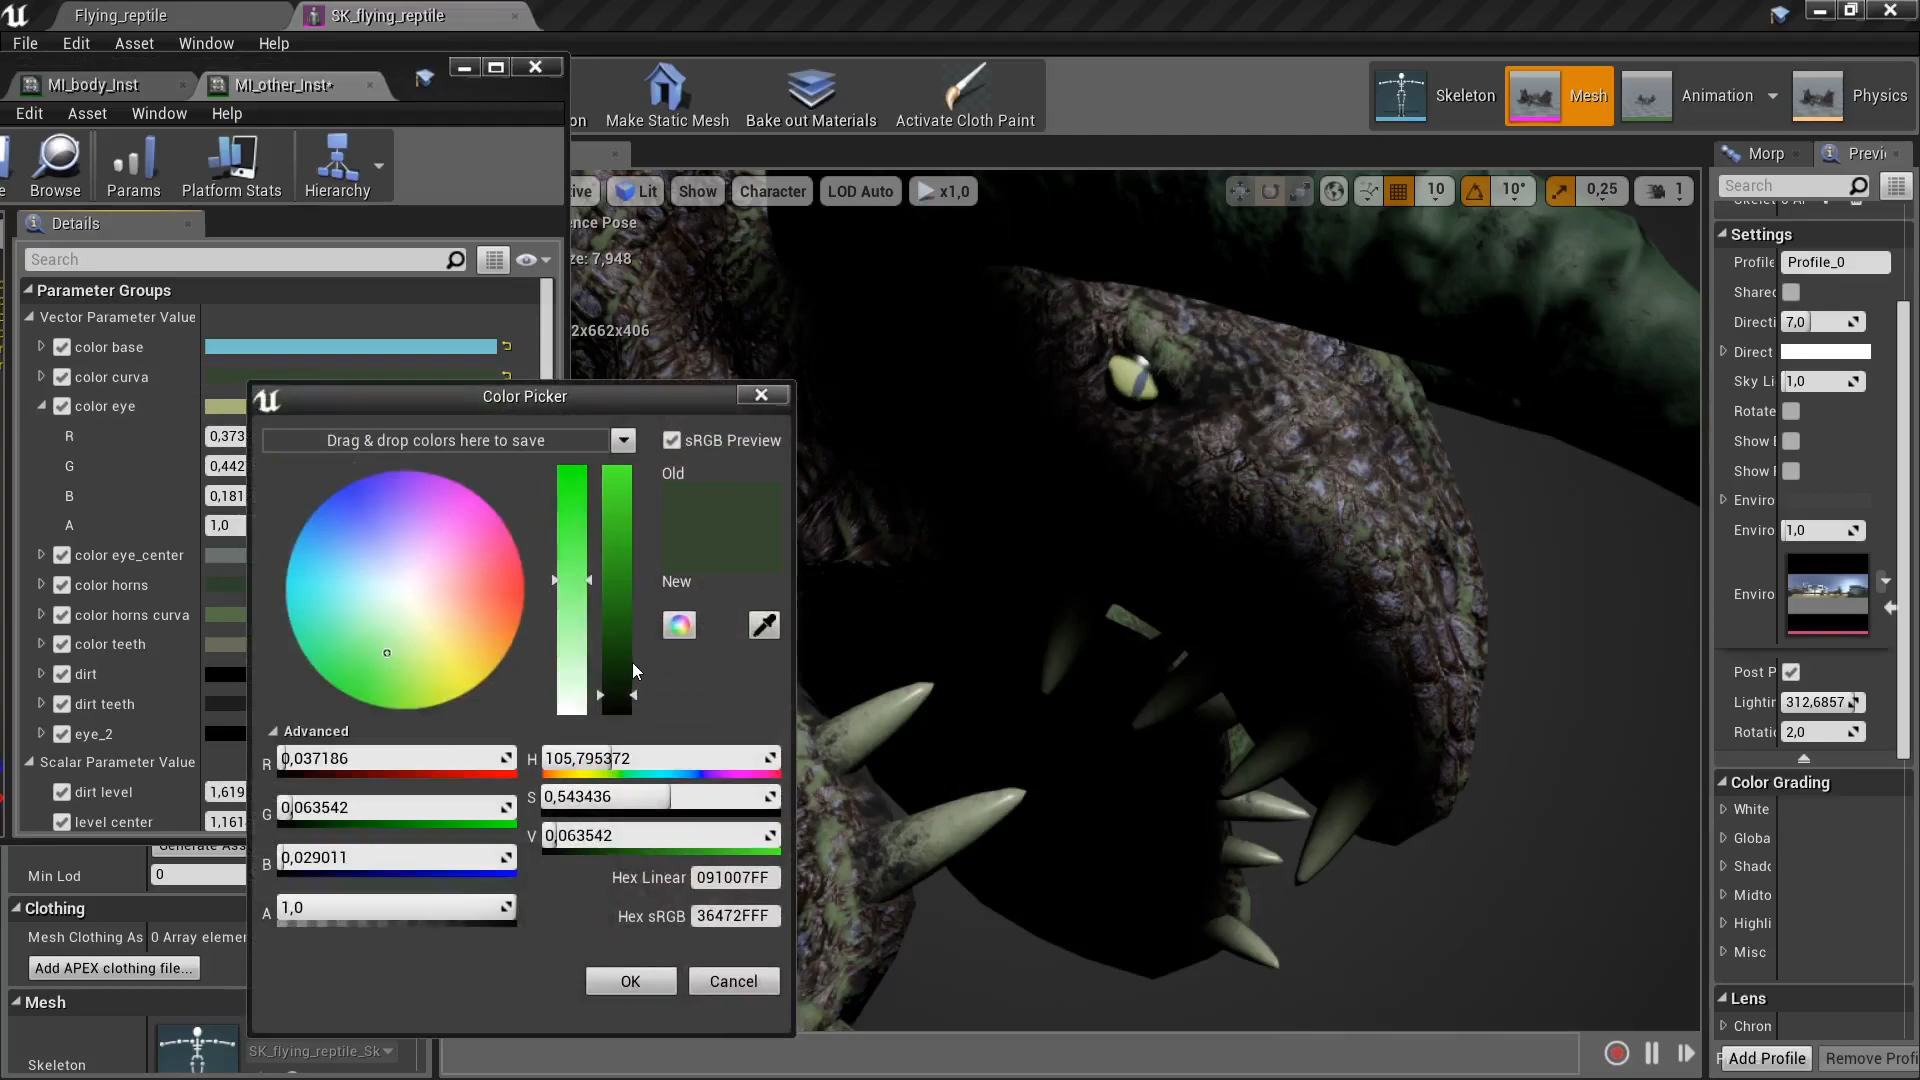 Flying_reptile
SK_flying_reptile
File Edit Asset Window Help
MI_body_Inst
MI_other_Inst*
Edit Asset Window Help
Browse
Params
Platform Stats
Hierarchy
Make Static Mesh
Bake out Materials
Activate Cloth Paint
Skeleton
Mesh
Animation
Physics
Lit
Show
Character
LOD Auto
x1,0
10
10°
0,25
1
ence Pose
ze: 7,948
2x662x406
Details
Search
Parameter Groups
Vector Parameter Value
color base
color curva
color eye
R 0,373
G 0,442
B 0,181
A 1,0
color eye_center
color horns
color horns curva
color teeth
dirt
dirt teeth
eye_2
Scalar Parameter Value
dirt level 1,619
level center 1,161
Min Lod 0
Clothing
Mesh Clothing As 0 Array elemen
Add APEX clothing file...
Mesh
Skeleton
SK_flying_reptile_Sk
Color Picker
Drag & drop colors here to save
sRGB Preview
Old
New
Advanced
R 0,037186
G 0,063542
B 0,029011
A 1,0
H 105,795372
S 0,543436
V 0,063542
Hex Linear 091007FF
Hex sRGB 36472FFF
OK
Cancel
Morp
Previ
Search
Settings
Profile Profile_0
Sharec
Directi 7,0
Direct
Sky Li 1,0
Rotate
Show
Show
Enviro
Enviro 1,0
Enviro
Post P
Lightin 312,6857
Rotatio 2,0
Color Grading
White
Globa
Shadc
Midto
Highli
Misc
Lens
Chron
Add Profile
Remove Profi